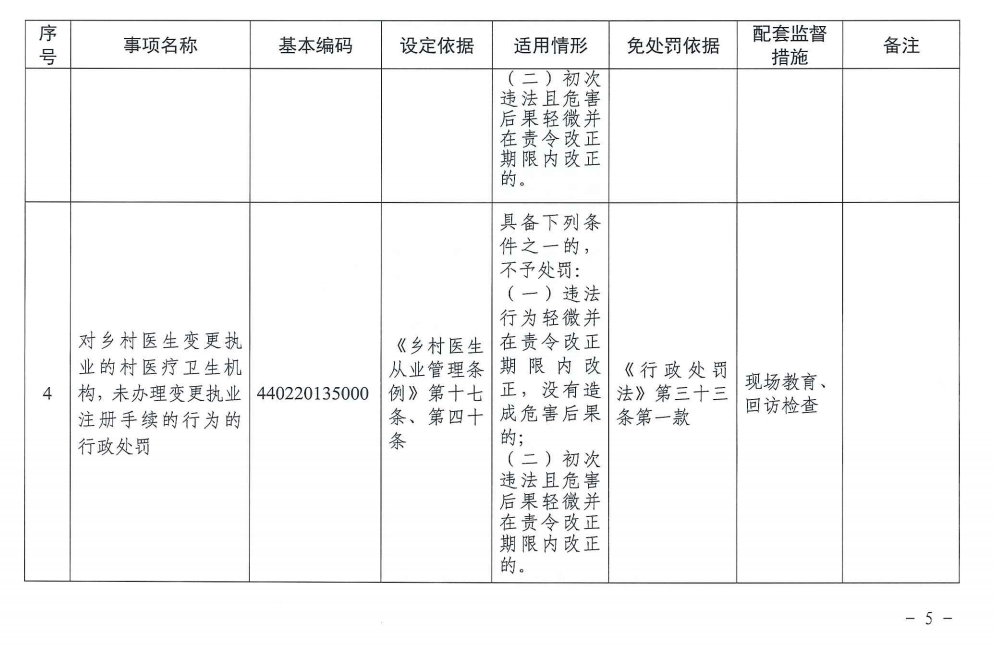 序号
事项名称
基本编码
设定依据
适用情形
免处罚依据
配套监督
措施
备注
（二）初次
违法且危害
后果轻微并
在责令改正
期限内改正
的。
4
对乡村医生变更执
业的村医疗卫生机
构，未办理变更执业
注册手续的行为的
行政处罚
440220135000
《乡村医生
从业管理条
例》第十七
条、第四十
条
具备下列条
件之一的，
不予处罚：
（一）违法
行为轻微并
在责令改正
期限内改
正，没有造
成危害后果
的；
（二）初次
违法且危害
后果轻微并
在责令改正
期限内改正
的。
《行政处罚
法》第三十三
条第一款
现场教育、
回访检查
- 5 -